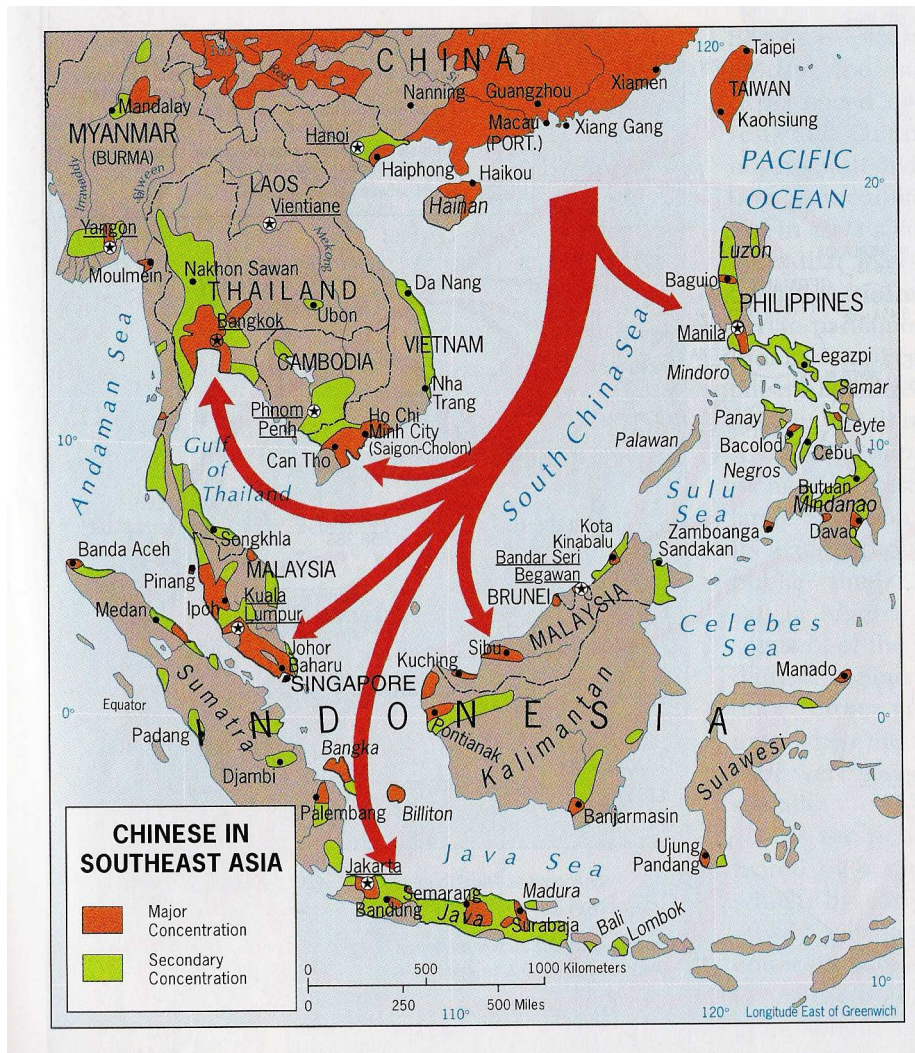 CHINA
120°
Taipei
Red
Nanning
Guangzhou
Xiamen
TAIWAN
Mandalay
Macau
(PORT.)
Xiang Gang
Kaohsiung
MYANMAR
(BURMA)
Hanoi
Haiphong
Haikou
PACIFIC
OCEAN
Irrawaddy
Salween
LAOS
Hainan
20°
Vientiane
Yangon
Mekong
Luzon
Moulmein
Nakhon Sawan
Da Nang
Baguio
THAILAND
Ubon
PHILIPPINES
Bangkok
Manila
Andaman Sea
CAMBODIA
VIETNAM
South China Sea
Legazpi
Mindoro
Nha
Trang
Samar
Phnom
Penh
Ho Chi
Minh City
(Saigon-Cholon)
Panay
Leyte
10°
Gulf
of
Thailand
Can Tho
Palawan
Bacolod
Cebu
10°
Negros
Butuan
Sulu
Sea
Mindanao
Songkhla
Kota
Kinabalu
Zamboanga
Davao
Banda Aceh
Sandakan
Pinang
MALAYSIA
Bandar Seri
Begawan
Ipoh
Kuala
Lumpur
BRUNEI
Medan
MALAYSIA
Celebes
Sea
Johor
Baharu
Sibu
Kuching
Manado
SINGAPORE
Sumatra
Equator
0°
INDONESIA
0°
Padang
Pontianak
Kalimantan
Bangka
Sulawesi
Djambi
Palembang
Billiton
Banjarmasin
CHINESE IN
SOUTHEAST ASIA
Ujung
Pandang
Jakarta
Java Sea
Semarang
Madura
Major
Concentration
Bandung
Java
Surabaja
Bali
Lombok
Secondary
Concentration
0 500 1000 Kilometers
0 250 500 Miles
10°
110°
120°
Longitude East of Greenwich